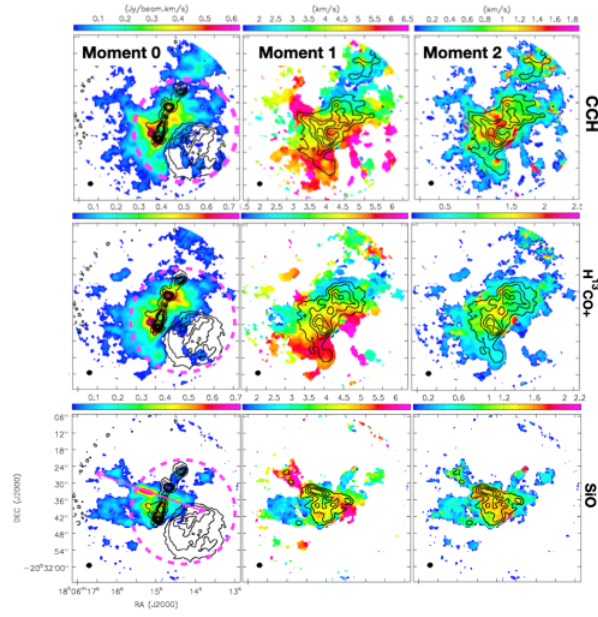 (Jy/beam.km/s) (km/s) (km/s)
0.1 0.2 0.3 0.4 0.5 0.6 2 3 4 5 6 0.2 0.4 0.6 0.8 1 1.2 1.4 1.6 1.8
Moment 0 Moment 1 Moment 2
CCH
0.1 0.2 0.3 0.4 0.5 0.6 0.7 2.5 3 3.5 4 4.5 5 5.5 6 0.5 1 1.5 2
H13CO+
0.1 0.2 0.3 0.4 0.5 0.6 0.7 2 2.5 3 3.5 4 4.5 5 5.5 6 0.2 0.4 0.6 0.8 1 1.2 1.4 1.6 1.8 2 2.2
SiO
DEC (J2000)
06"
12
18
24
30
36
42
48
54
−20°32'00"
18h06m17s 16s 15s 14s 13s
RA (J2000)